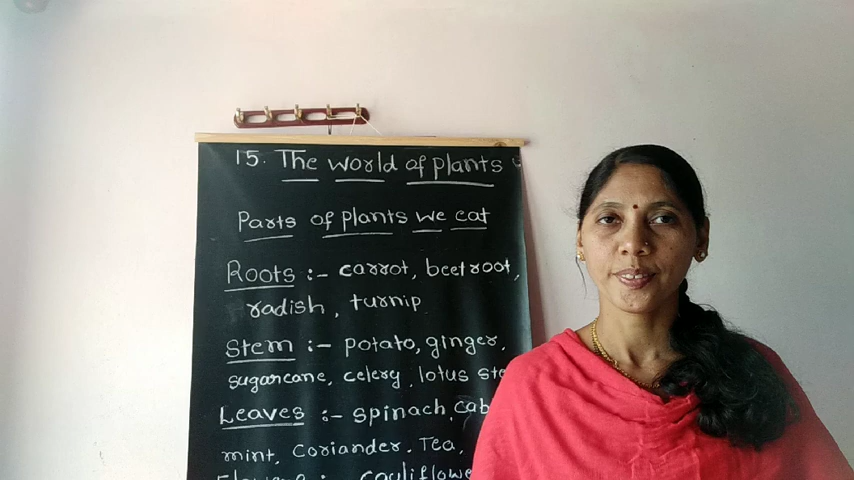 15. The world of plants
Parts of plants we eat
Roots :- carrot, beetroot,
radish, turnip
Stem :- potato, ginger,
sugarcane, celery, lotus
Leaves :- spinach,
mint, coriander. Tea,
:- cauliflowe